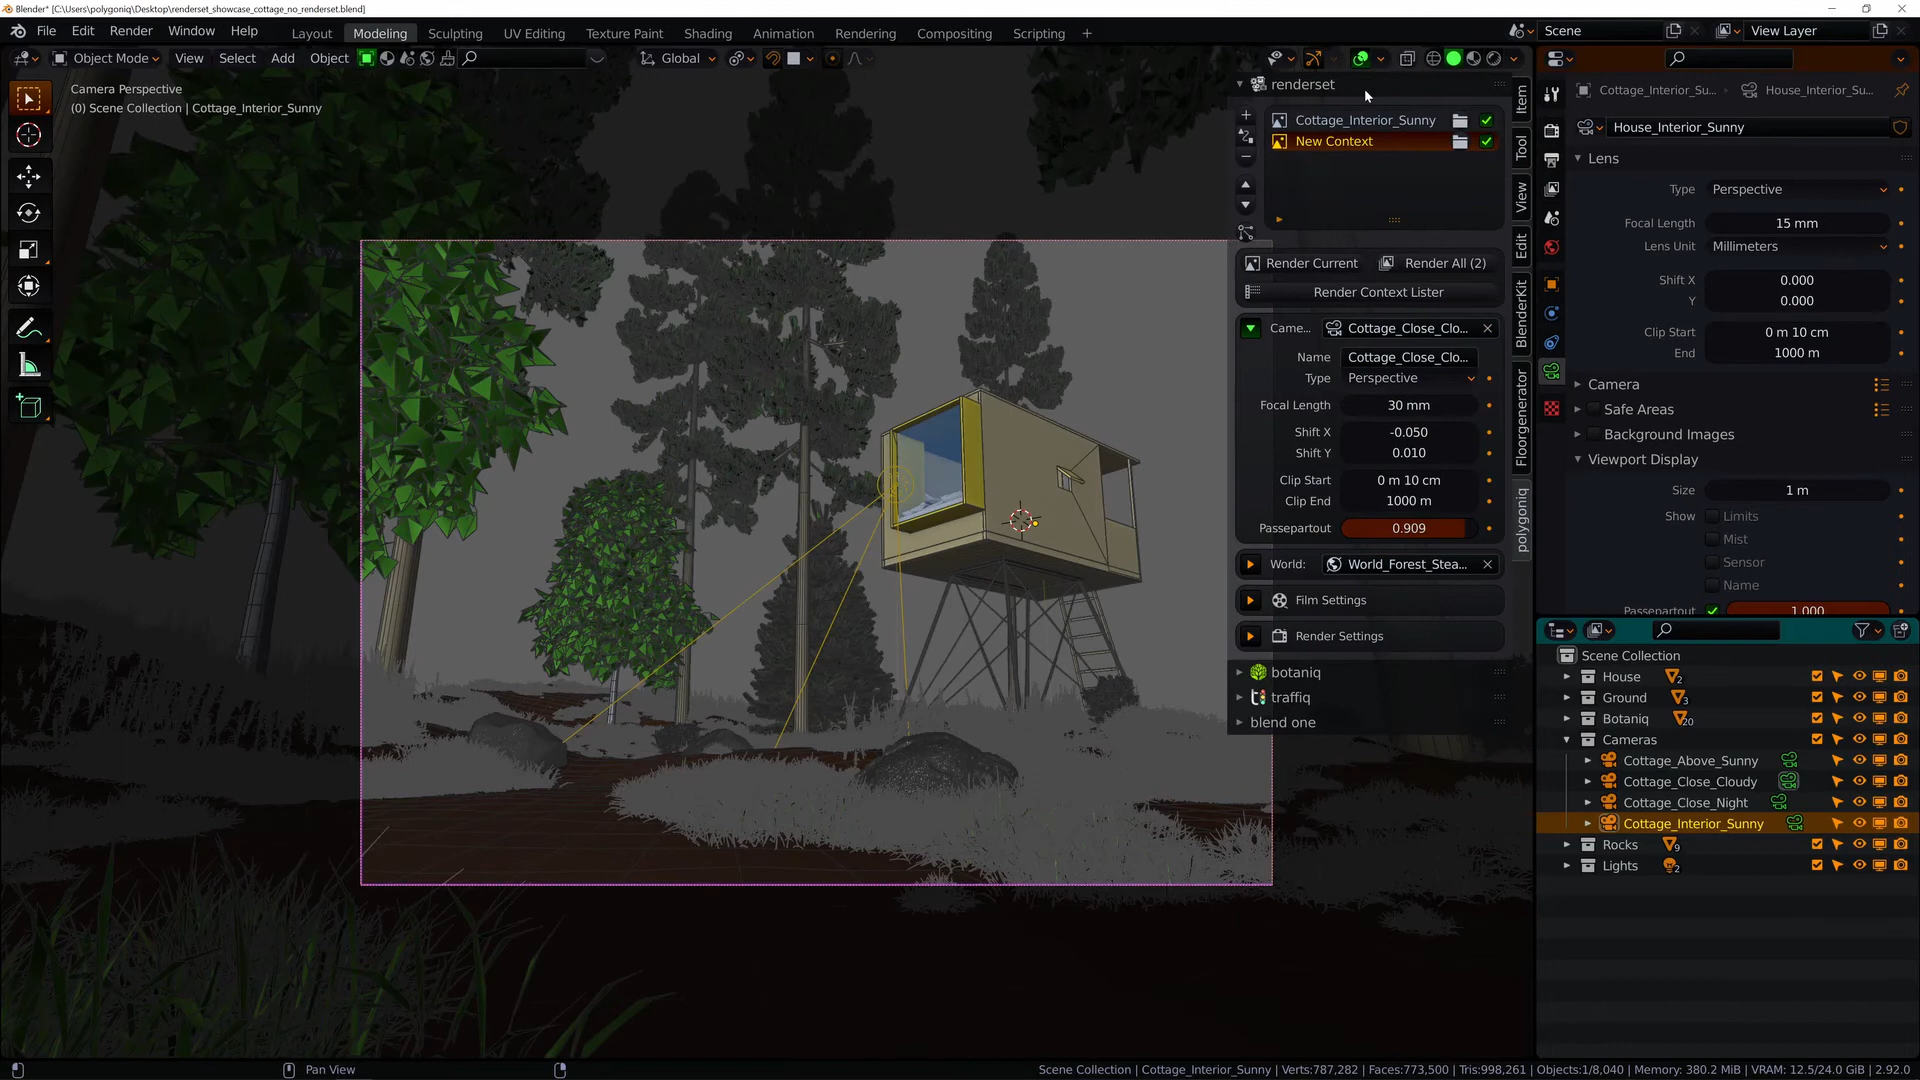 Blender* [C:\Users\polygoniq\Desktop\renderset_showcase_cottage_no_renderset.blend]
File Edit Render Window Help
Layout Modeling Sculpting UV Editing Texture Paint Shading Animation Rendering Compositing Scripting +
Scene
View Layer
Object Mode View Select Add Object
Global
Camera Perspective
(0) Scene Collection | Cottage_Interior_Sunny
renderset
Cottage_Interior_Sunny
New Context
Render Current
Render All (2)
Render Context Lister
Came... Cottage_Close_Clo...
Name Cottage_Close_Clo...
Type Perspective
Focal Length 30 mm
Shift X -0.050
Shift Y 0.010
Clip Start 0 m 10 cm
Clip End 1000 m
Passepartout 0.909
World: World_Forest_Stea...
Film Settings
Render Settings
botaniq
traffiq
blend one
Item
Tool
View
Edit
BlenderKit
Floorgenerator
polygoniq
Cottage_Interior_Su... House_Interior_Su...
House_Interior_Sunny
Lens
Type Perspective
Focal Length 15 mm
Lens Unit Millimeters
Shift X 0.000
Y 0.000
Clip Start 0 m 10 cm
End 1000 m
Camera
Safe Areas
Background Images
Viewport Display
Size 1 m
Show Limits
Mist
Sensor
Name
Passepartout 1.000
Scene Collection
House 2
Ground 3
Botaniq 20
Cameras
Cottage_Above_Sunny
Cottage_Close_Cloudy
Cottage_Close_Night
Cottage_Interior_Sunny
Rocks 9
Lights 2
Pan View
Scene Collection | Cottage_Interior_Sunny | Verts:787,282 | Faces:773,500 | Tris:998,261 | Objects:1/8,040 | Memory: 380.2 MiB | VRAM: 12.5/24.0 GiB | 2.92.0